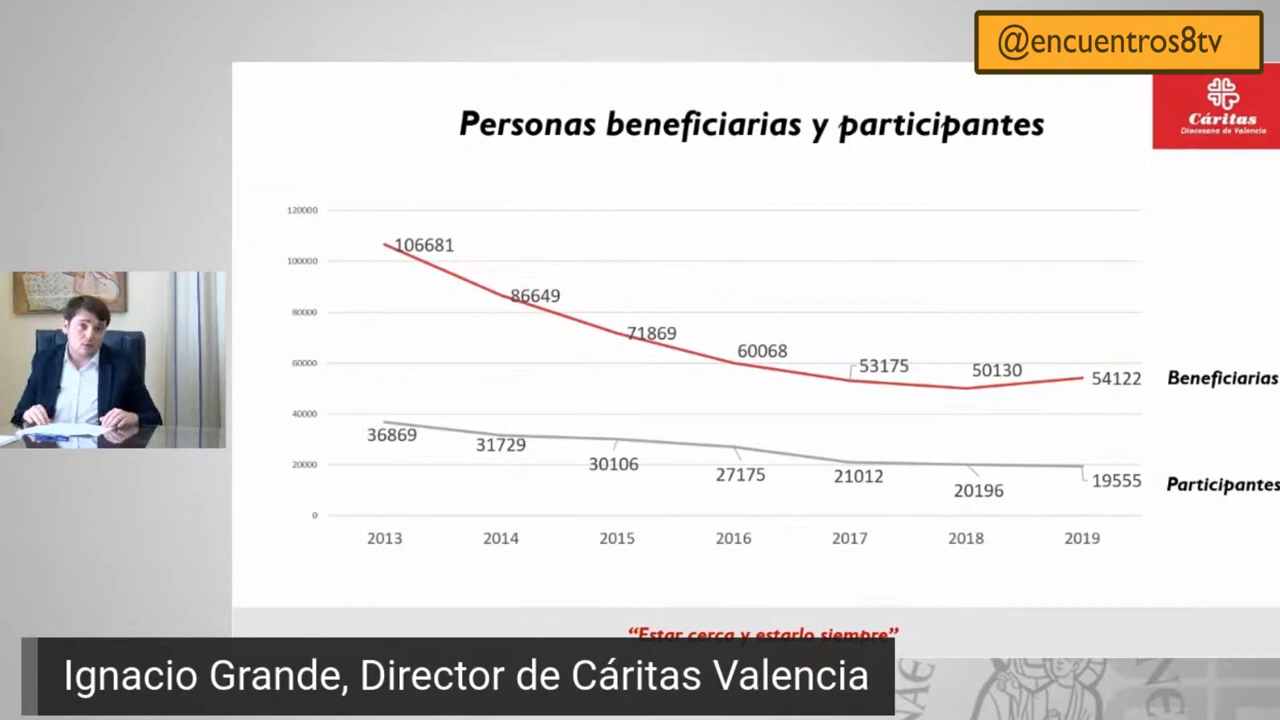 @encuentros8tv
Cáritas
Diocesana de Valencia
Personas beneficiarias y participantes
120000
100000
80000
60000
40000
20000
0
106681
86649
71869
60068
53175
50130
54122
Beneficiarias
36869
31729
30106
27175
21012
20196
19555
Participantes
2013 2014 2015 2016 2017 2018 2019
“Estar cerca y estarlo siempre”
Ignacio Grande, Director de Cáritas Valencia